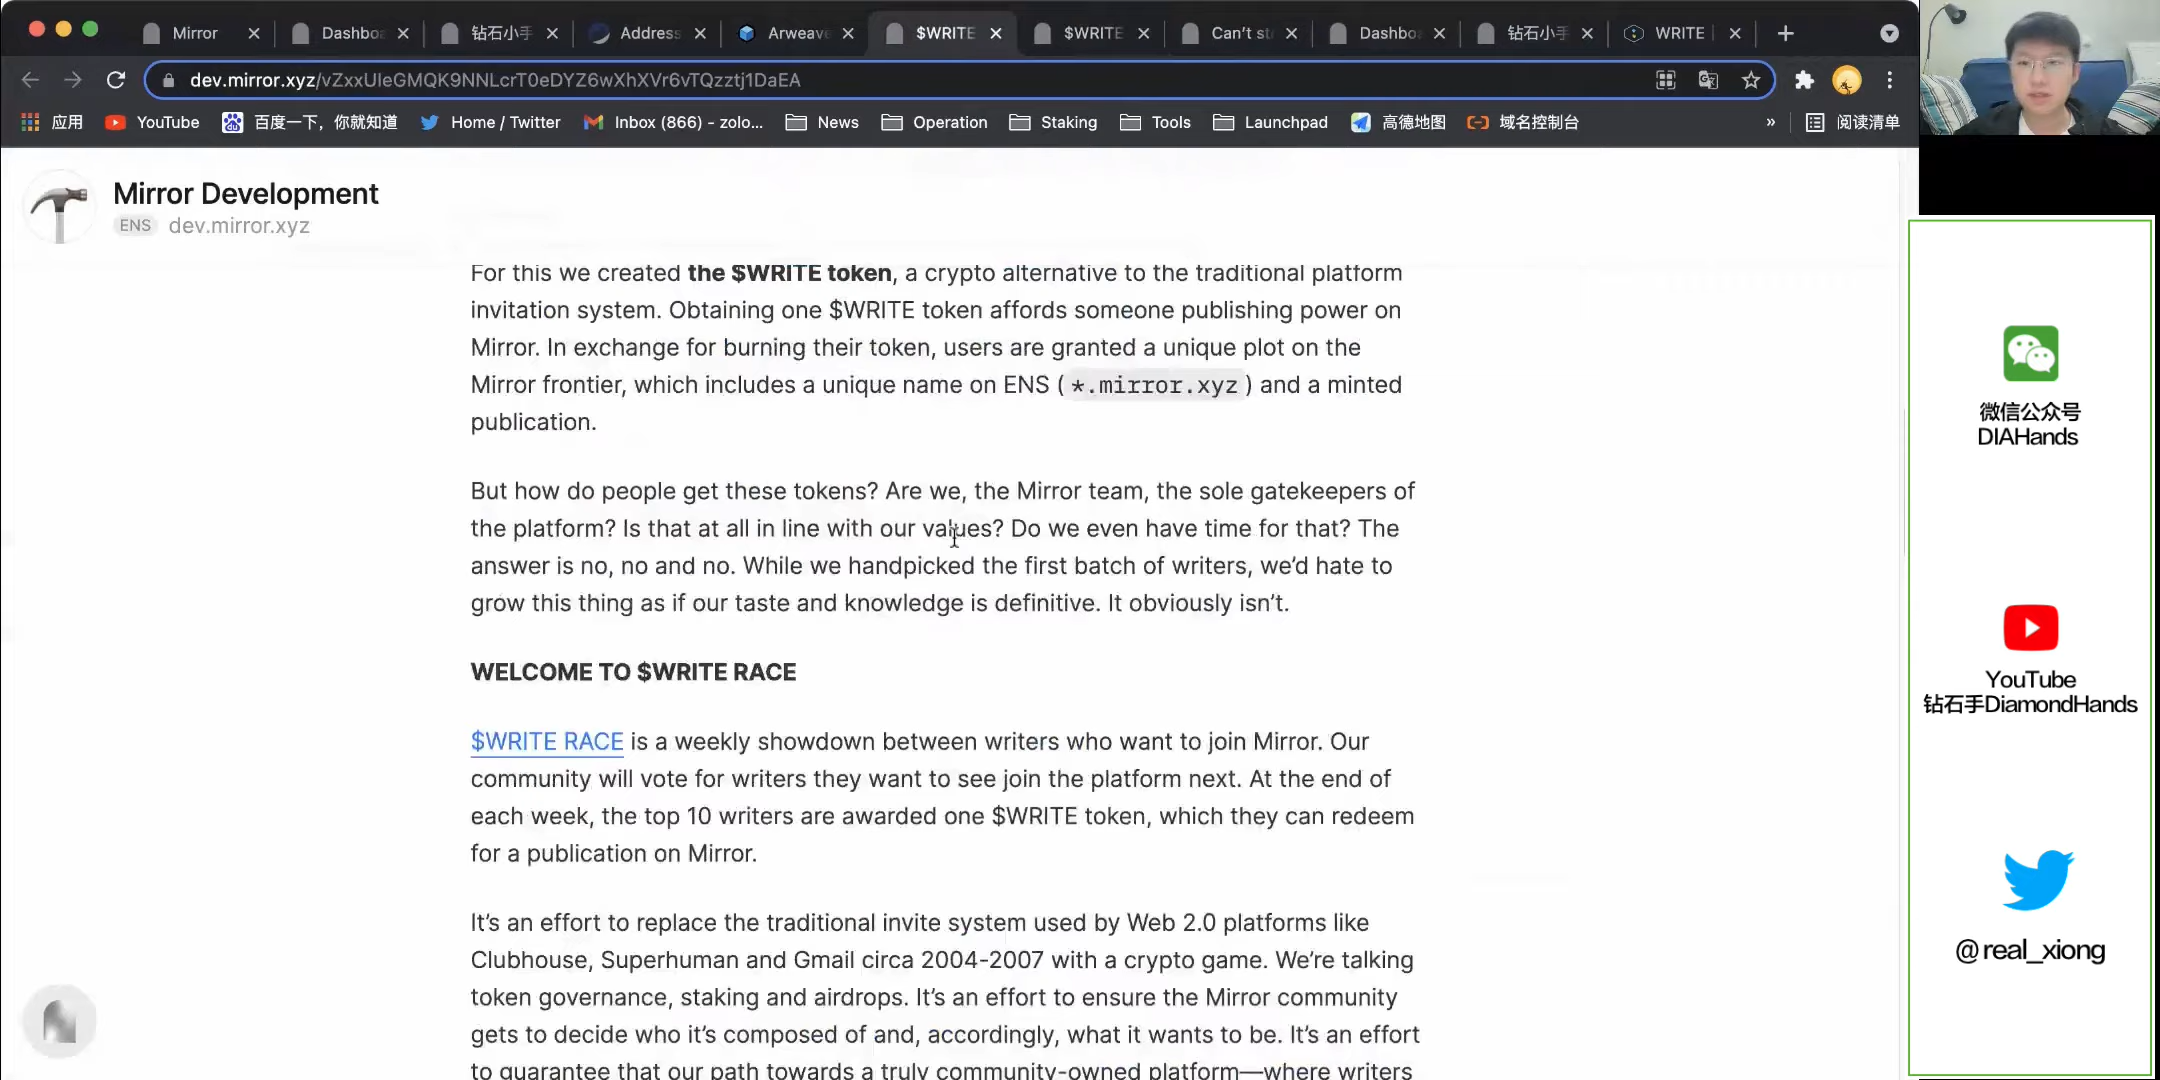 Mirror
Dashboa
钻石小手
Address
Arweave
$WRITE
$WRITE
Can't st
Dashboa
钻石小手
WRITE
dev.mirror.xyz/vZxxUIeGMQK9NNLcrT0eDYZ6wXhXVr6vTQzztj1DaEA
应用
YouTube
百度一下，你就知道
Home / Twitter
Inbox (866) - zolo...
News
Operation
Staking
Tools
Launchpad
高德地图
域名控制台
»
阅读清单
Mirror Development
ENS dev.mirror.xyz
For this we created the $WRITE token, a crypto alternative to the traditional platform
invitation system. Obtaining one $WRITE token affords someone publishing power on
Mirror. In exchange for burning their token, users are granted a unique plot on the
Mirror frontier, which includes a unique name on ENS ( *.mirror.xyz ) and a minted
publication.
But how do people get these tokens? Are we, the Mirror team, the sole gatekeepers of
the platform? Is that at all in line with our values? Do we even have time for that? The
answer is no, no and no. While we handpicked the first batch of writers, we’d hate to
grow this thing as if our taste and knowledge is definitive. It obviously isn’t.
WELCOME TO $WRITE RACE
$WRITE RACE is a weekly showdown between writers who want to join Mirror. Our
community will vote for writers they want to see join the platform next. At the end of
each week, the top 10 writers are awarded one $WRITE token, which they can redeem
for a publication on Mirror.
It’s an effort to replace the traditional invite system used by Web 2.0 platforms like
Clubhouse, Superhuman and Gmail circa 2004-2007 with a crypto game. We’re talking
token governance, staking and airdrops. It’s an effort to ensure the Mirror community
gets to decide who it’s composed of and, accordingly, what it wants to be. It’s an effort
to guarantee that our path towards a truly community-owned platform—where writers
微信公众号
DIAHands
YouTube
钻石手DiamondHands
@real_xiong